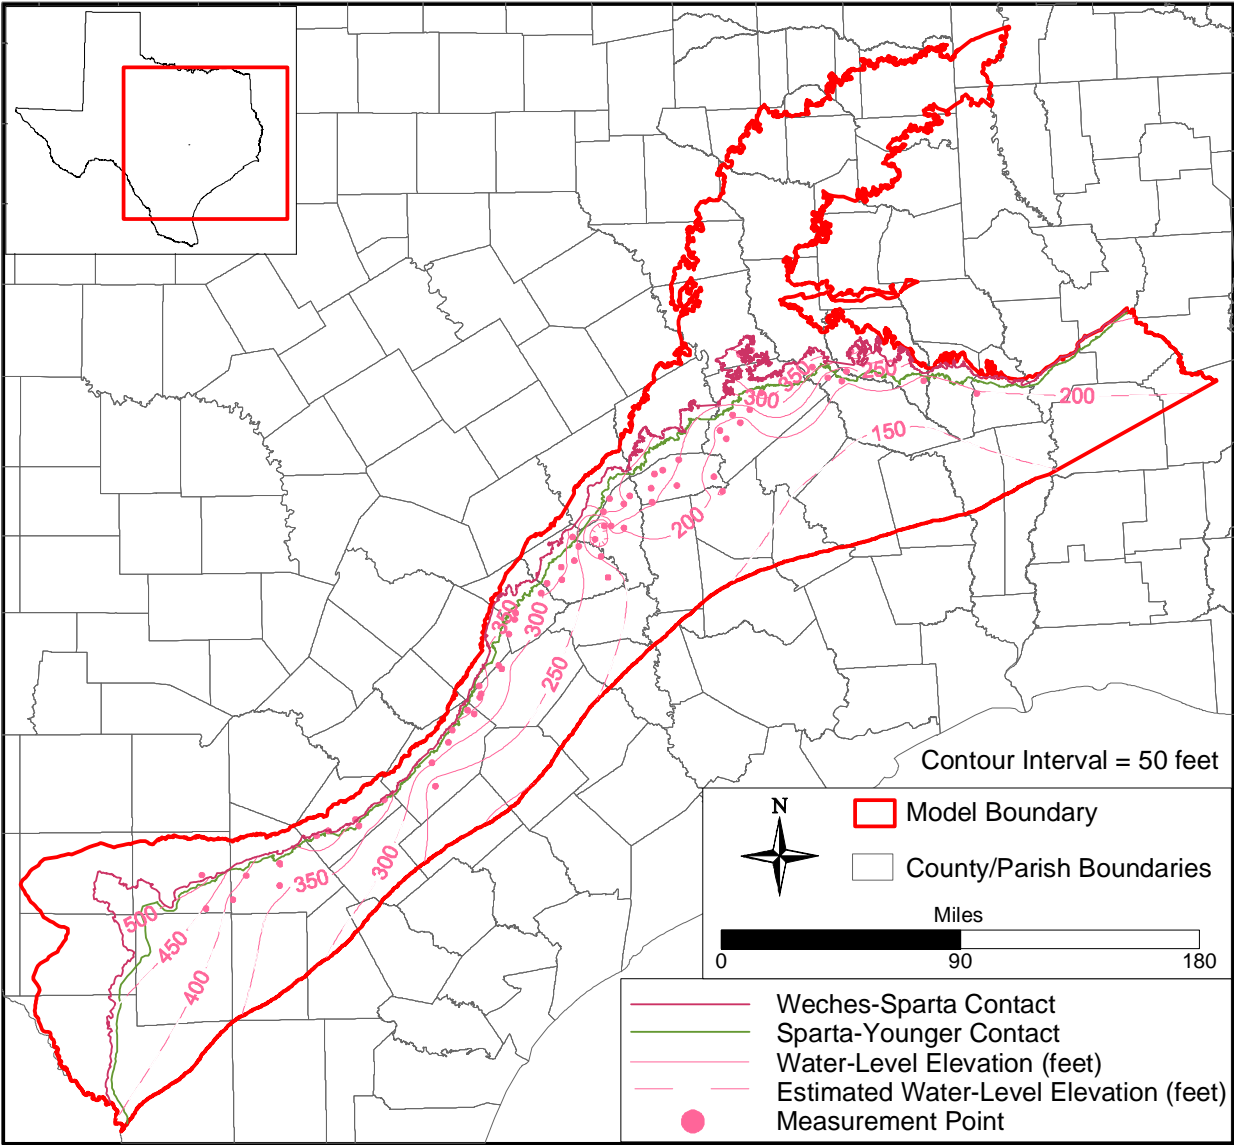 350
250
300
200
150
200
350
300
250
Contour Interval = 50 feet
N
Model Boundary
County/Parish Boundaries
Miles
0 90 180
300
350
500
450
400
Weches-Sparta Contact
Sparta-Younger Contact
Water-Level Elevation (feet)
Estimated Water-Level Elevation (feet)
Measurement Point